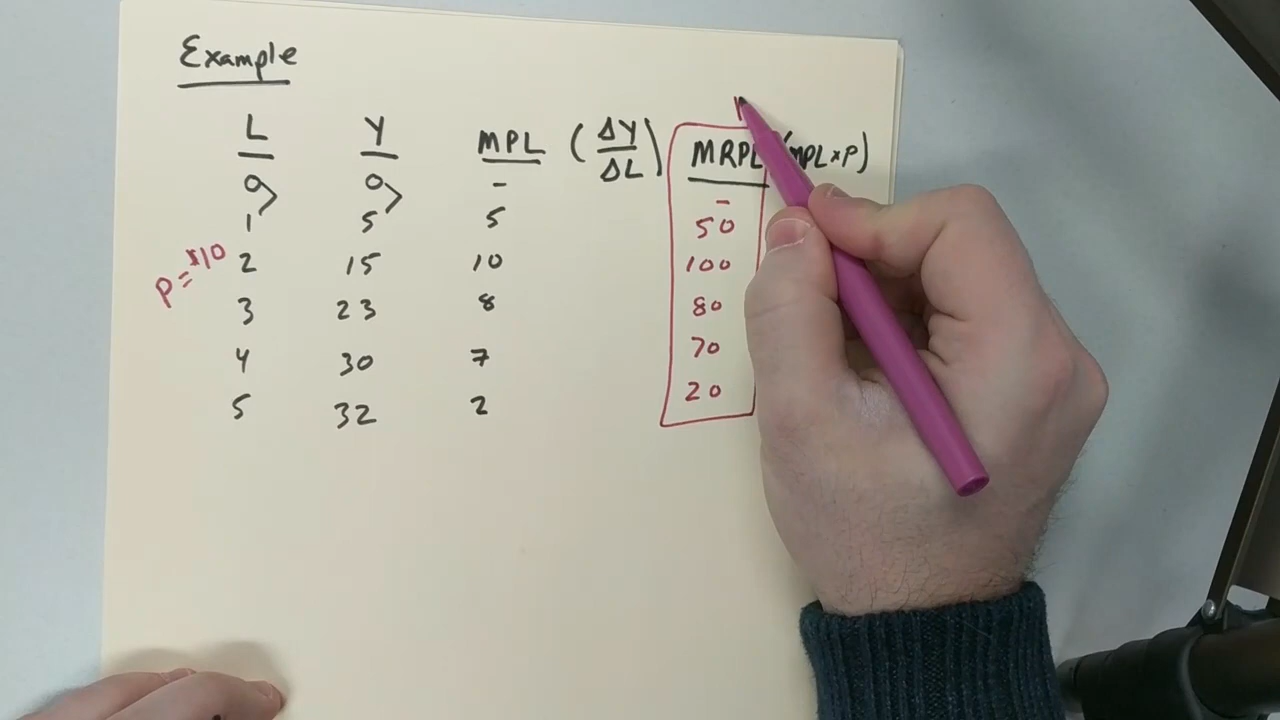 Example
L Y MPL (ΔY/ΔL) MRPL (MPL×P)
0 0 - -
1 5 5 50
P=$10 2 15 10 100
3 23 8 80
4 30 7 70
5 32 2 20